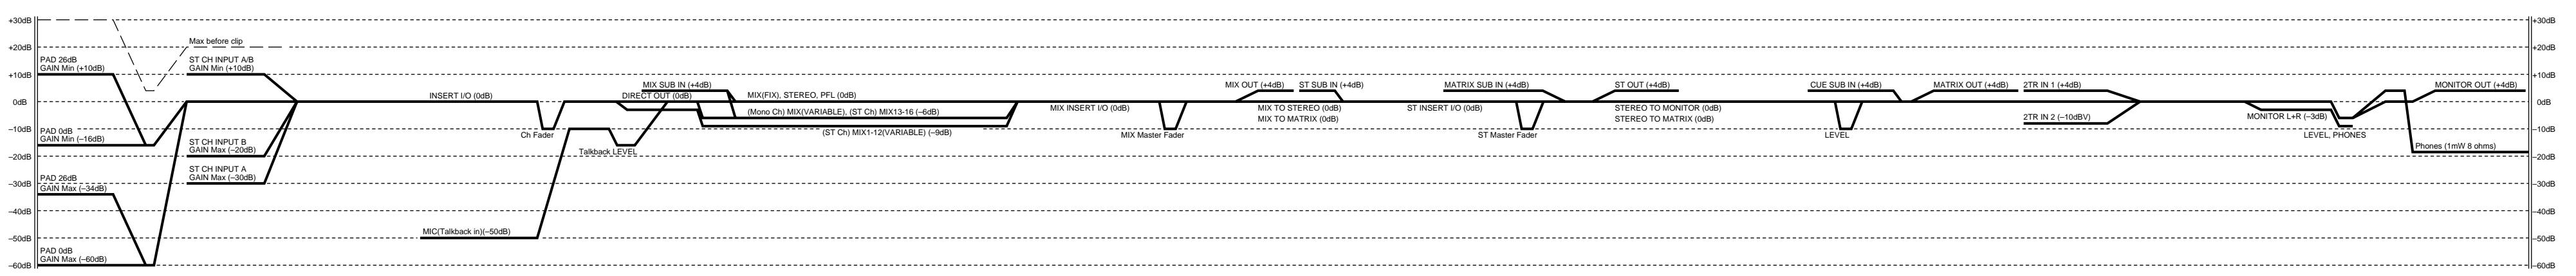 +30dB
+20dB
+10dB
0dB
–10dB
–20dB
–30dB
–40dB
–50dB
–60dB
PAD 26dB
GAIN Min (+10dB)
PAD 0dB
GAIN Min (–16dB)
PAD 26dB
GAIN Max (–34dB)
PAD 0dB
GAIN Max (–60dB)
Max before clip
ST CH INPUT A/B
GAIN Min (+10dB)
ST CH INPUT B
GAIN Max (–20dB)
ST CH INPUT A
GAIN Max (–30dB)
INSERT I/O (0dB)
MIC(Talkback in)(–50dB)
Ch Fader
Talkback LEVEL
MIX SUB IN (+4dB)
DIRECT OUT (0dB)
MIX(FIX), STEREO, PFL (0dB)
(Mono Ch) MIX(VARIABLE), (ST Ch) MIX13-16 (–6dB)
(ST Ch) MIX1-12(VARIABLE) (–9dB)
MIX INSERT I/O (0dB)
MIX Master Fader
MIX OUT (+4dB)
ST SUB IN (+4dB)
MIX TO STEREO (0dB)
MIX TO MATRIX (0dB)
ST INSERT I/O (0dB)
MATRIX SUB IN (+4dB)
ST Master Fader
ST OUT (+4dB)
STEREO TO MONITOR (0dB)
STEREO TO MATRIX (0dB)
CUE SUB IN (+4dB)
LEVEL
MATRIX OUT (+4dB)
2TR IN 1 (+4dB)
2TR IN 2 (–10dBV)
MONITOR L+R (–3dB)
LEVEL, PHONES
MONITOR OUT (+4dB)
Phones (1mW 8 ohms)
+30dB
+20dB
+10dB
0dB
–10dB
–20dB
–30dB
–40dB
–50dB
–60dB